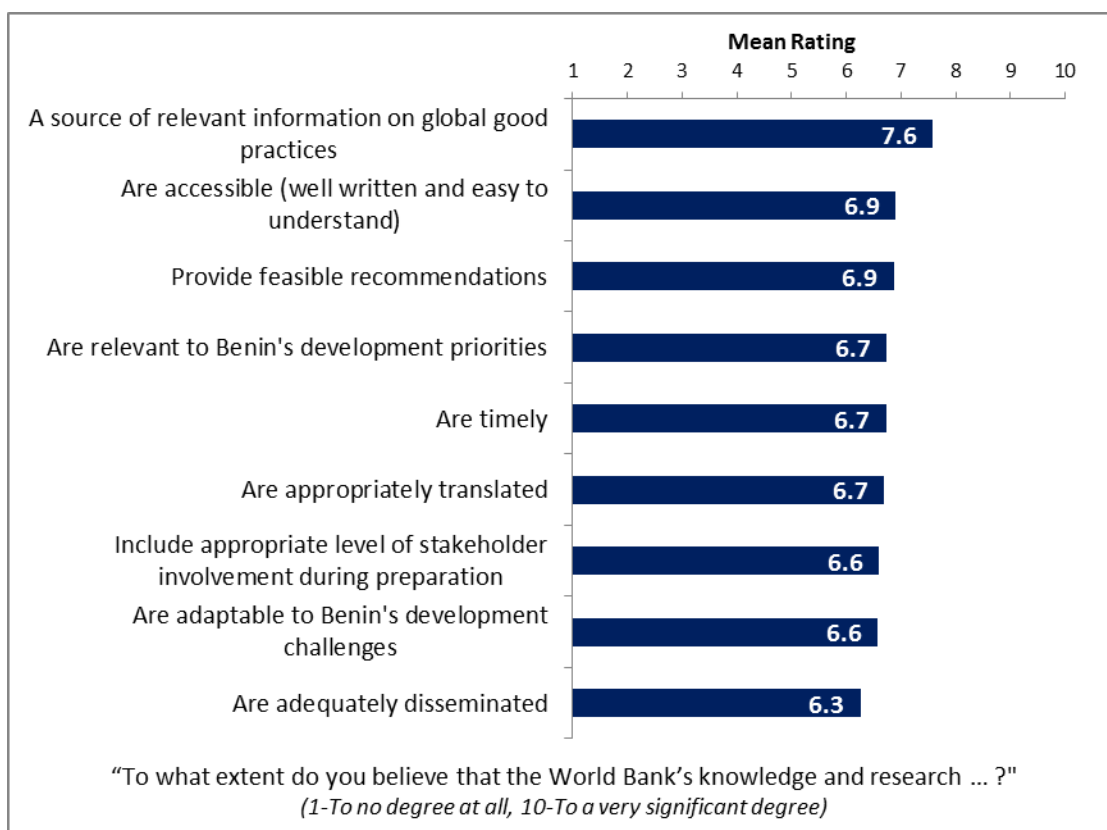 Mean Rating
1 2 3 4 5 6 7 8 9 10
A source of relevant information on global good
practices
7.6
Are accessible (well written and easy to
understand)
6.9
Provide feasible recommendations
6.9
Are relevant to Benin's development priorities
6.7
Are timely
6.7
Are appropriately translated
6.7
Include appropriate level of stakeholder
involvement during preparation
6.6
Are adaptable to Benin's development
challenges
6.6
Are adequately disseminated
6.3
“To what extent do you believe that the World Bank’s knowledge and research ... ?"
(1-To no degree at all, 10-To a very significant degree)